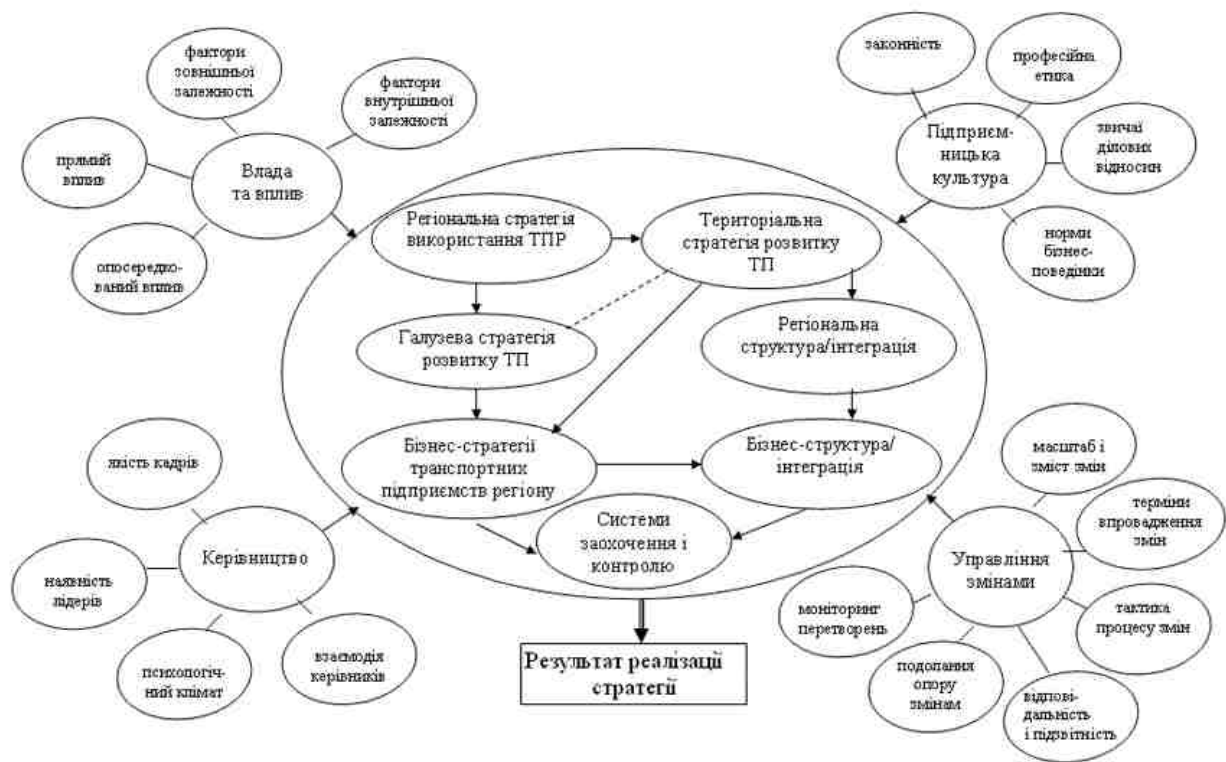 фактори
зовнішньої
залежності
фактори
внутрішньої
залежності
прямий
вплив
Влада
та вплив
опосередко-
ваний вплив
законність
професійна
етика
Підприєм-
ницька
культура
звичаї
ділових
відносин
норми
бізнес-
поведінки
Регіональна стратегія
використання ТПР
Територіальна
стратегія розвитку
ТП
Галузева стратегія
розвитку ТП
Регіональна
структура/інтеграція
Бізнес-стратегії
транспортних
підприємств регіону
Бізнес-структура/
інтеграція
Системи
заохочення і
контролю
якість кадрів
Керівництво
наявність
лідерів
психологіч-
ний клімат
взаємодія
керівників
масштаб і
зміст змін
терміни
впровадження
змін
Управління
змінами
моніторинг
перетворень
тактика
процесу змін
подолання
опору
змінам
відпові-
дальність
і підзвітність
Результат реалізації
стратегії